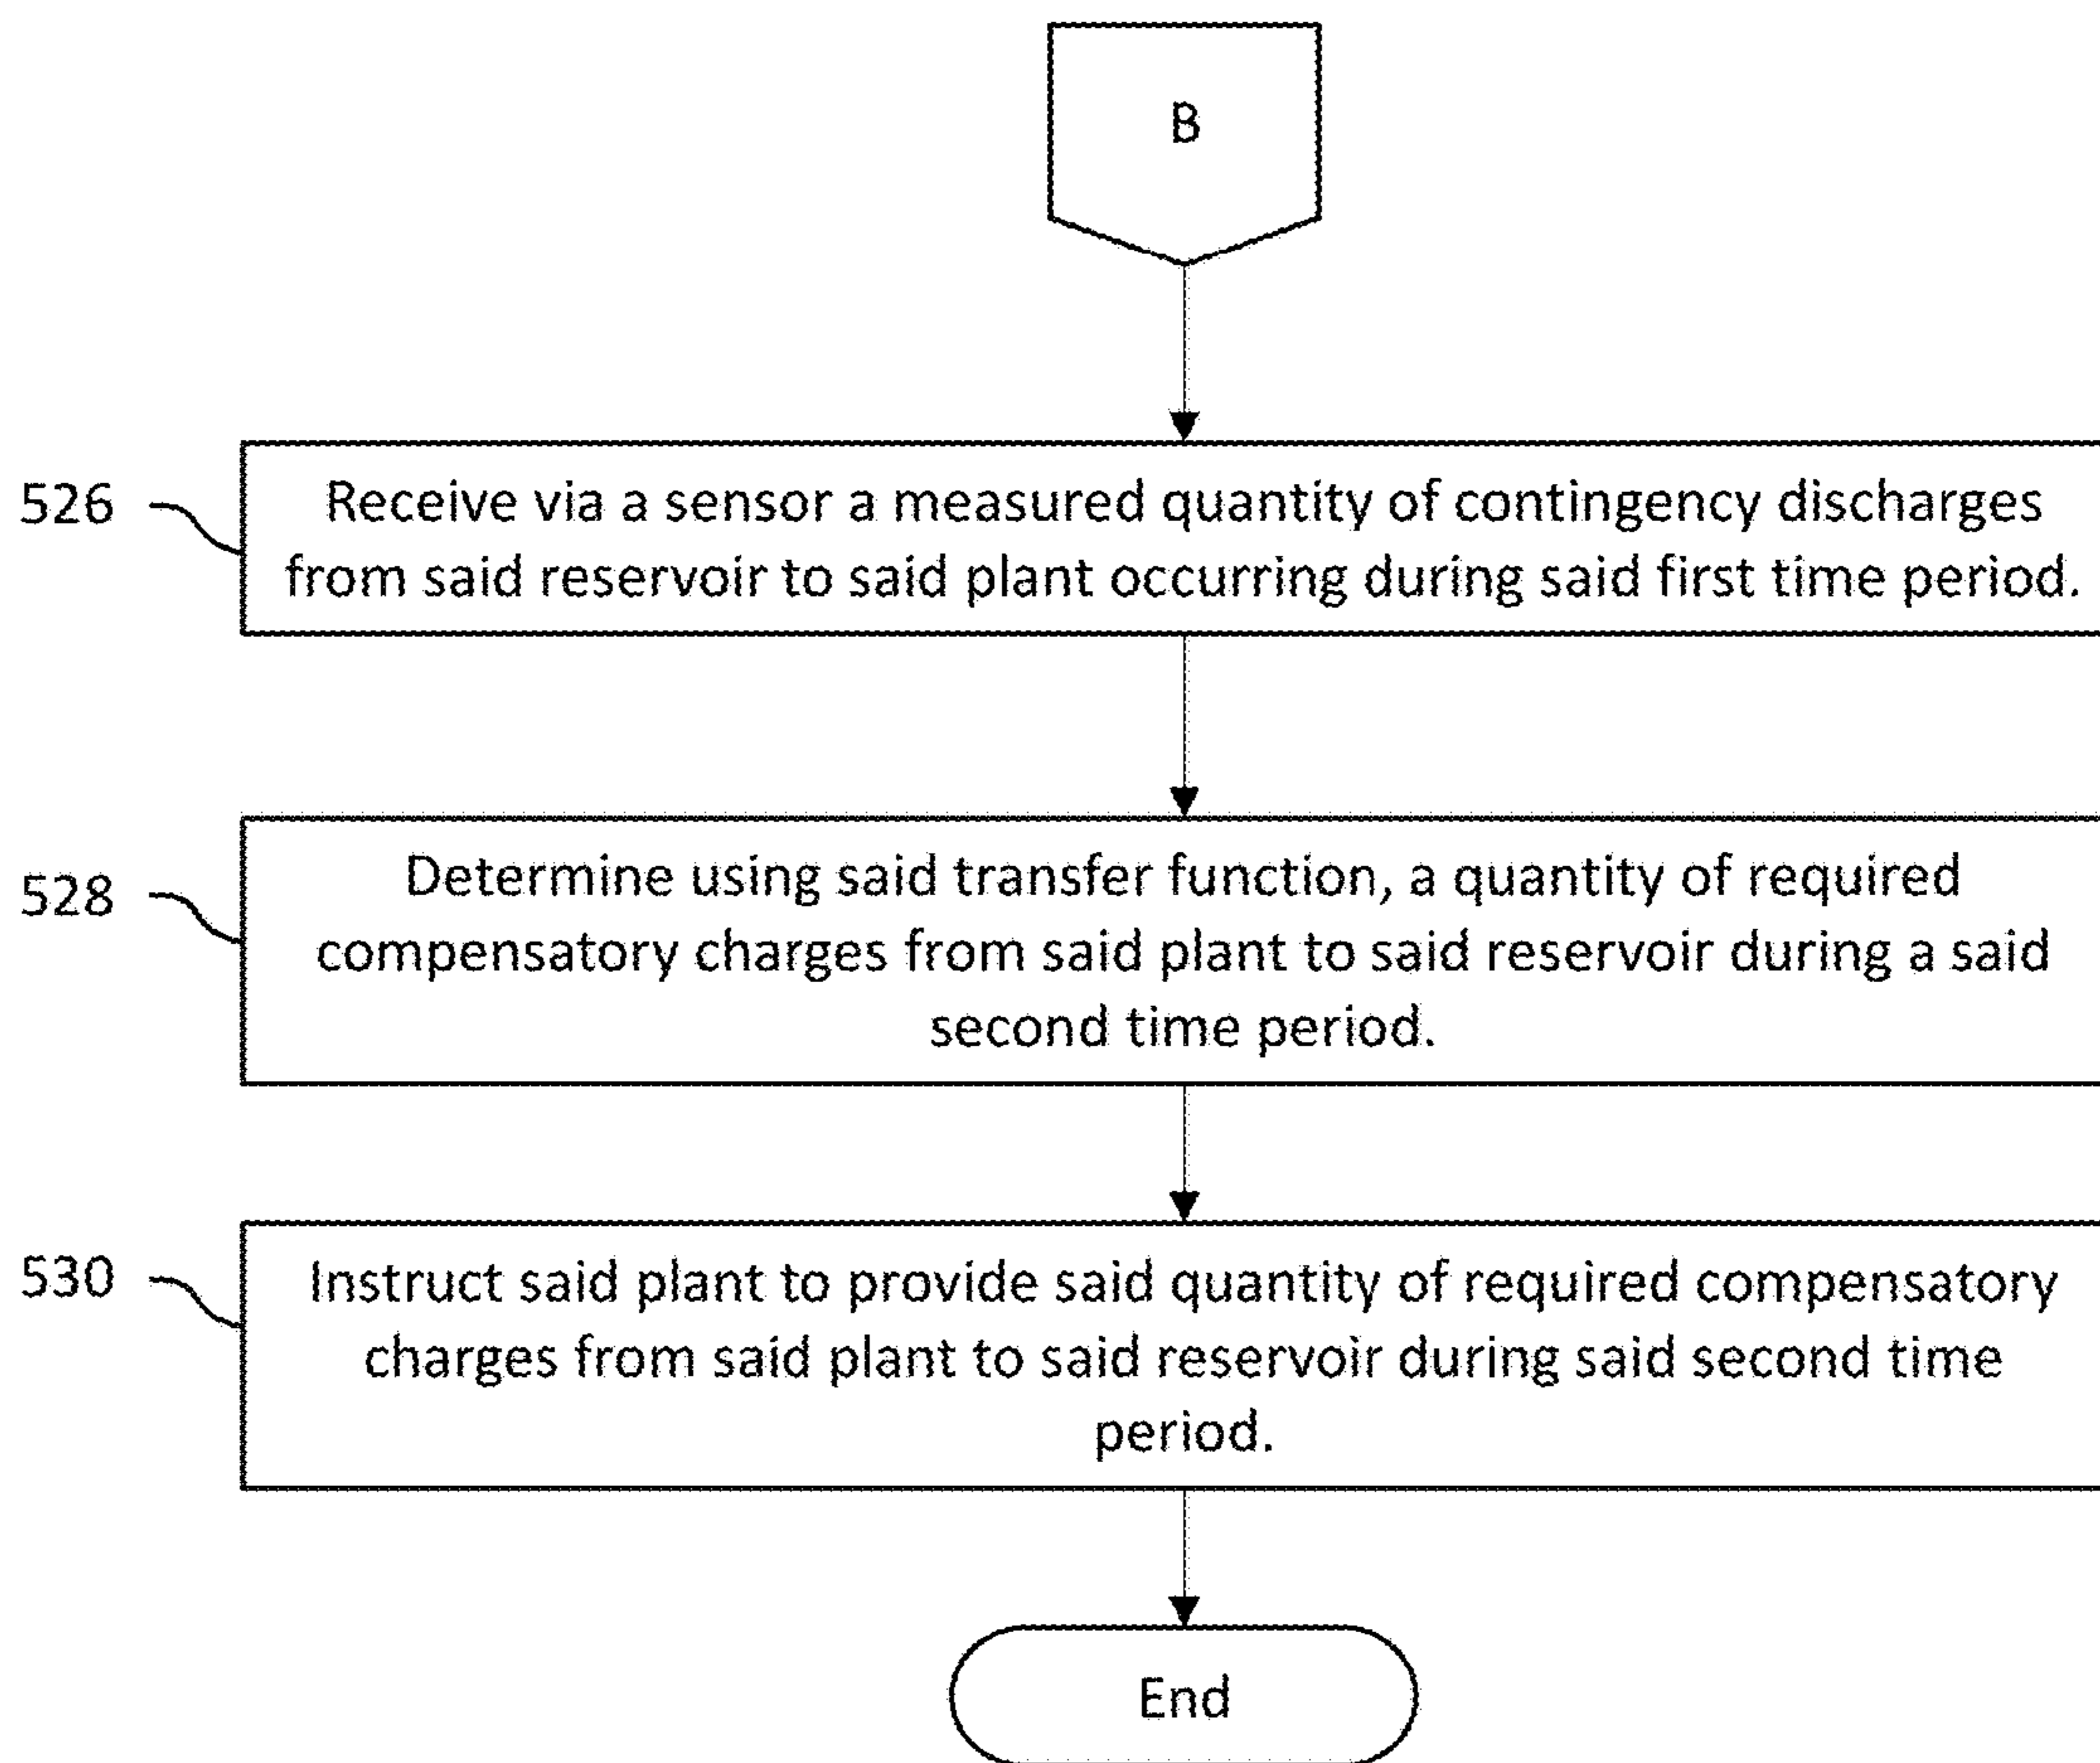 B
526
Receive via a sensor a measured quantity of contingency discharges
from said reservoir to said plant occurring during said first time period.
528
Determine using said transfer function, a quantity of required
compensatory charges from said plant to said reservoir during a said
second time period.
530
Instruct said plant to provide said quantity of required compensatory
charges from said plant to said reservoir during said second time
period.
End